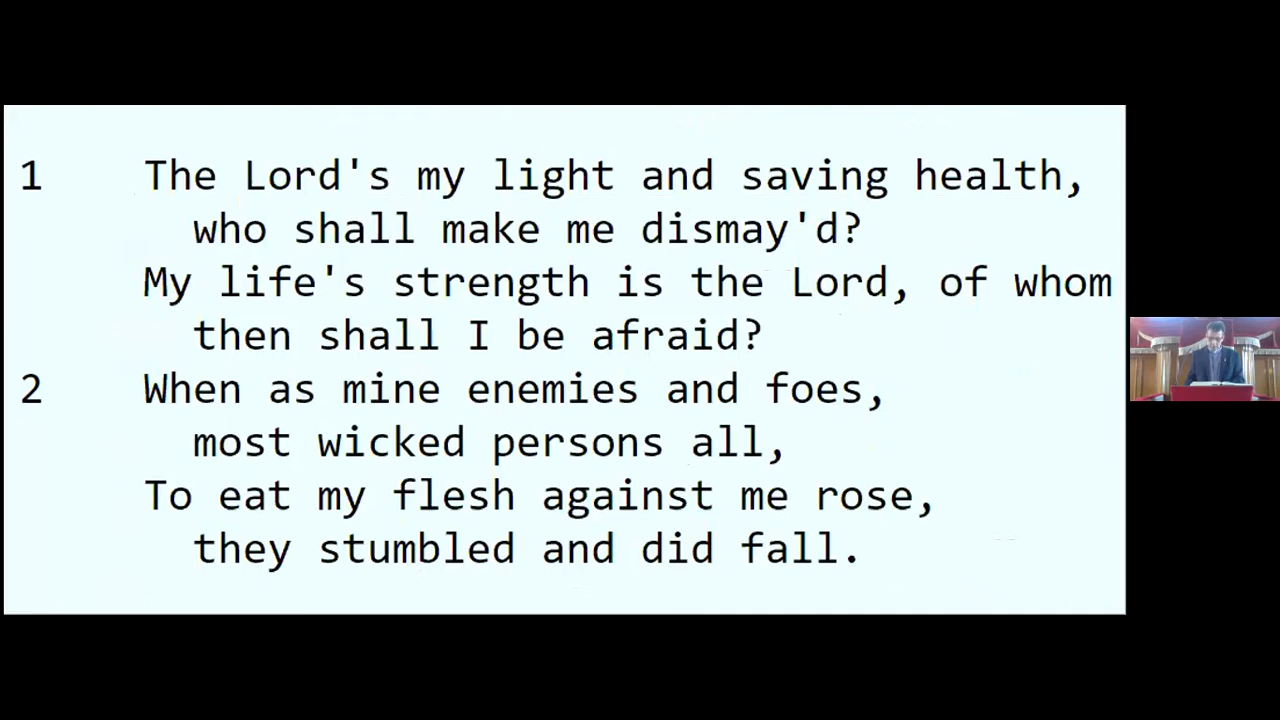 1 The Lord's my light and saving health,
who shall make me dismay'd?
My life's strength is the Lord, of whom
then shall I be afraid?
2 When as mine enemies and foes,
most wicked persons all,
To eat my flesh against me rose,
they stumbled and did fall.